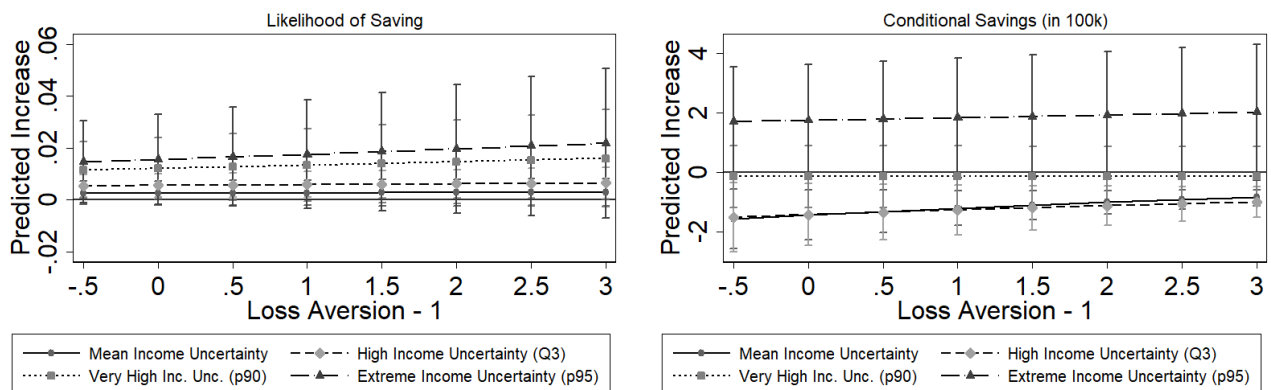 Likelihood of Saving
Predicted Increase
.06
.04
.02
0
-.02
-.5 0 .5 1 1.5 2 2.5 3
Loss Aversion - 1
Mean Income Uncertainty
High Income Uncertainty (Q3)
Very High Inc. Unc. (p90)
Extreme Income Uncertainty (p95)
Conditional Savings (in 100k)
Predicted Increase
4
2
0
-2
-.5 0 .5 1 1.5 2 2.5 3
Loss Aversion - 1
Mean Income Uncertainty
High Income Uncertainty (Q3)
Very High Inc. Unc. (p90)
Extreme Income Uncertainty (p95)